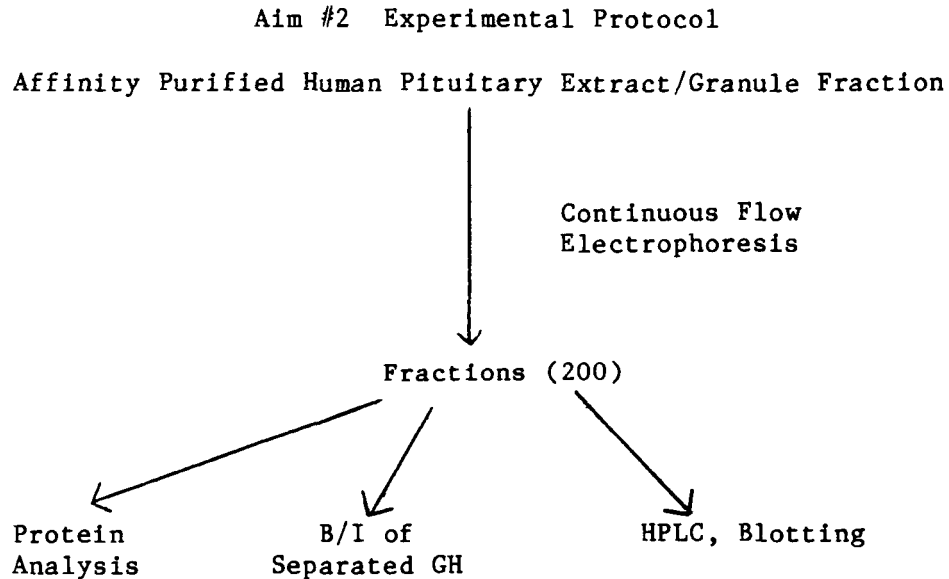 Aim #2 Experimental Protocol
Affinity Purified Human Pituitary Extract/Granule Fraction
Continuous Flow
Electrophoresis
Fractions (200)
Protein
Analysis
B/I of
Separated GH
HPLC, Blotting